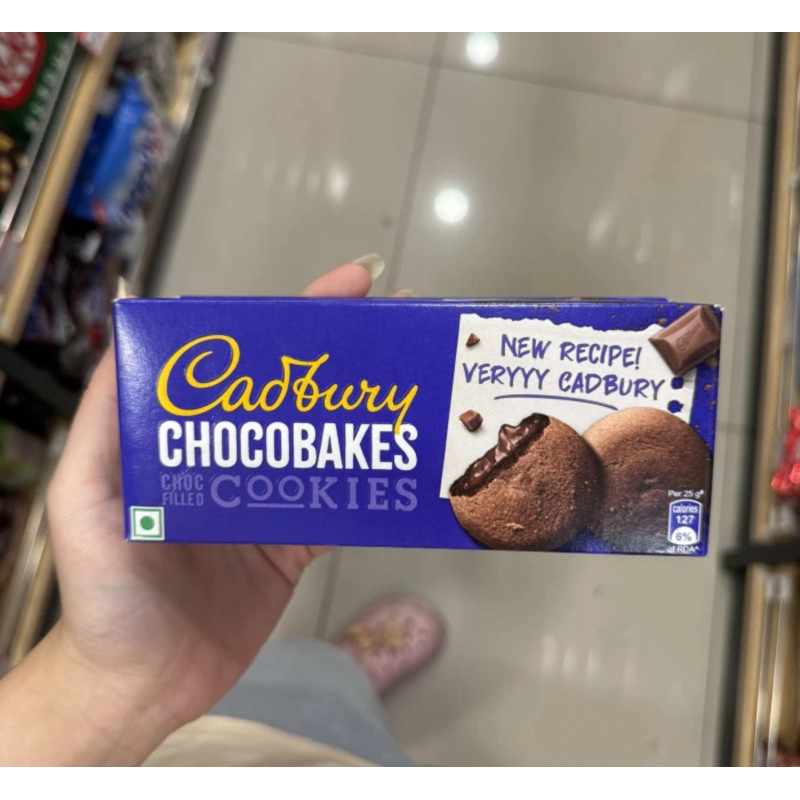 Cadbury
CHOCOBAKES
CHOC FILLED COOKIES
NEW RECIPE!
VERYYY CADBURY
Per 25 g*
calories
127
6%
of RDA^